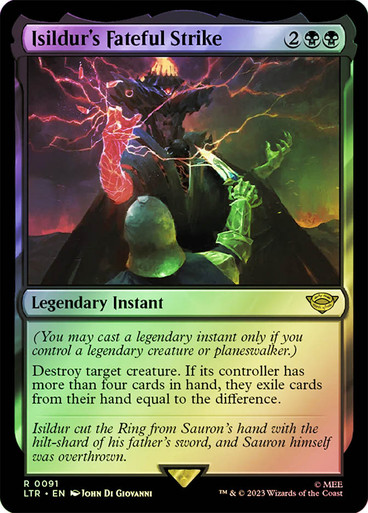 Isildur's Fateful Strike 2
Legendary Instant
(You may cast a legendary instant only if you
control a legendary creature or planeswalker.)
Destroy target creature. If its controller has
more than four cards in hand, they exile cards
from their hand equal to the difference.
Isildur cut the Ring from Sauron's hand with the
hilt-shard of his father's sword, and Sauron himself
was overthrown.
R 0091 © MEE
LTR • EN John Di Giovanni ™ & © 2023 Wizards of the Coast